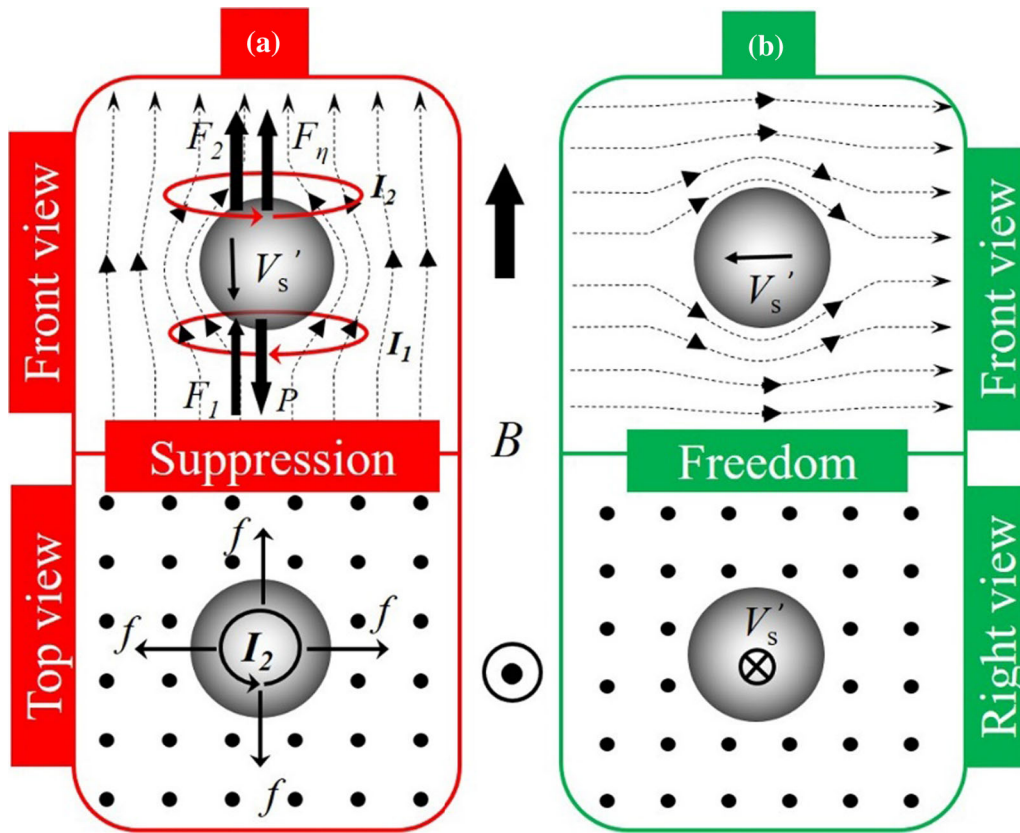 (a)
Front view
F2
Fη
I2
Vs′
I1
F1
P
Suppression
Top view
f
f
f
I2
f
B
(b)
Front view
Vs′
Freedom
Right view
Vs′